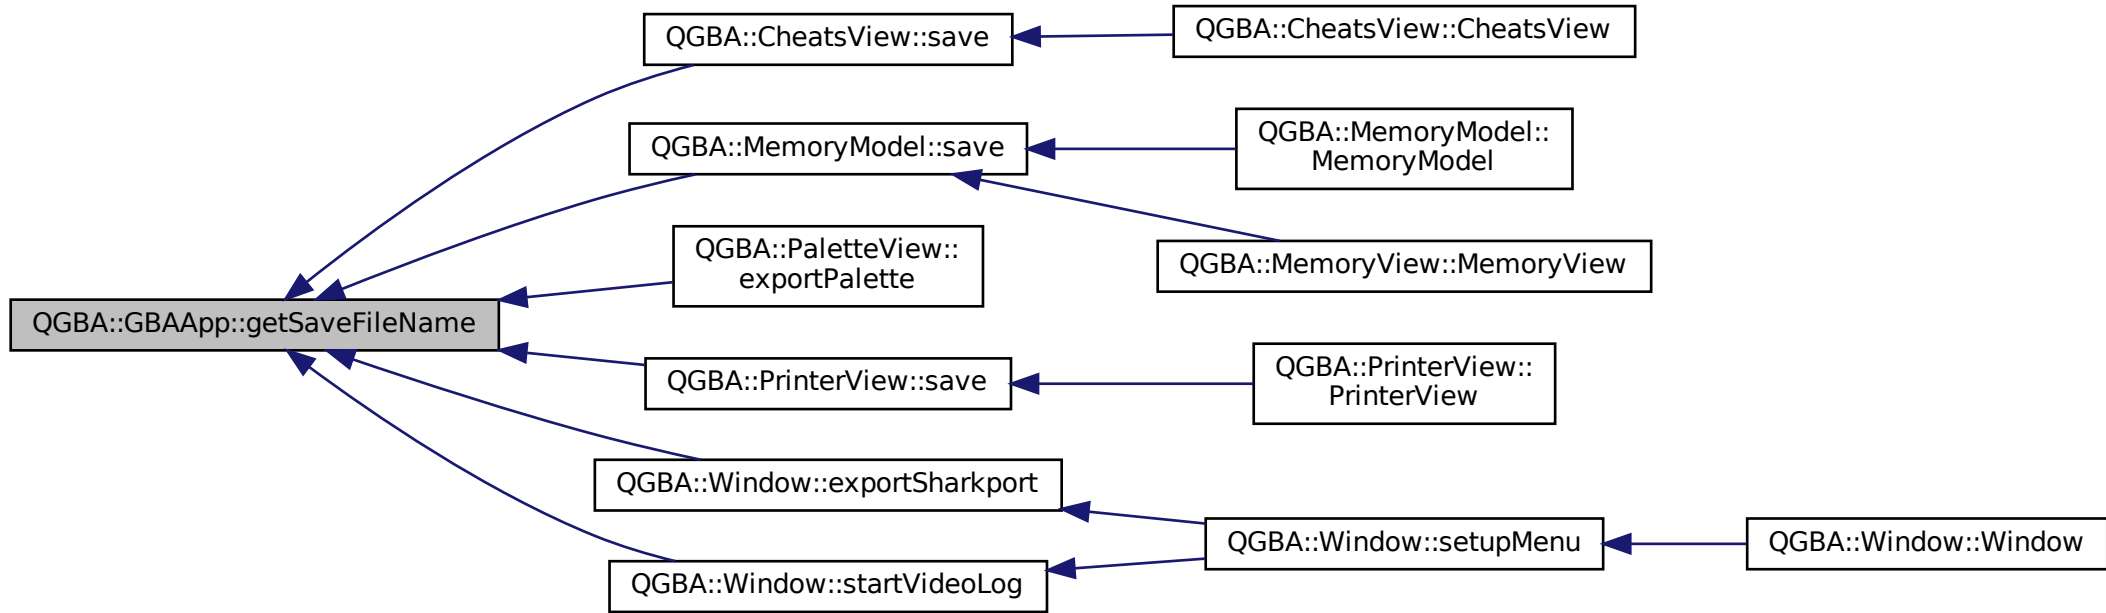 QGBA::CheatsView::save
QGBA::CheatsView::CheatsView
QGBA::MemoryModel::save
QGBA::MemoryModel::
MemoryModel
QGBA::PaletteView::
exportPalette
QGBA::MemoryView::MemoryView
QGBA::GBAApp::getSaveFileName
QGBA::PrinterView::save
QGBA::PrinterView::
PrinterView
QGBA::Window::exportSharkport
QGBA::Window::setupMenu
QGBA::Window::Window
QGBA::Window::startVideoLog